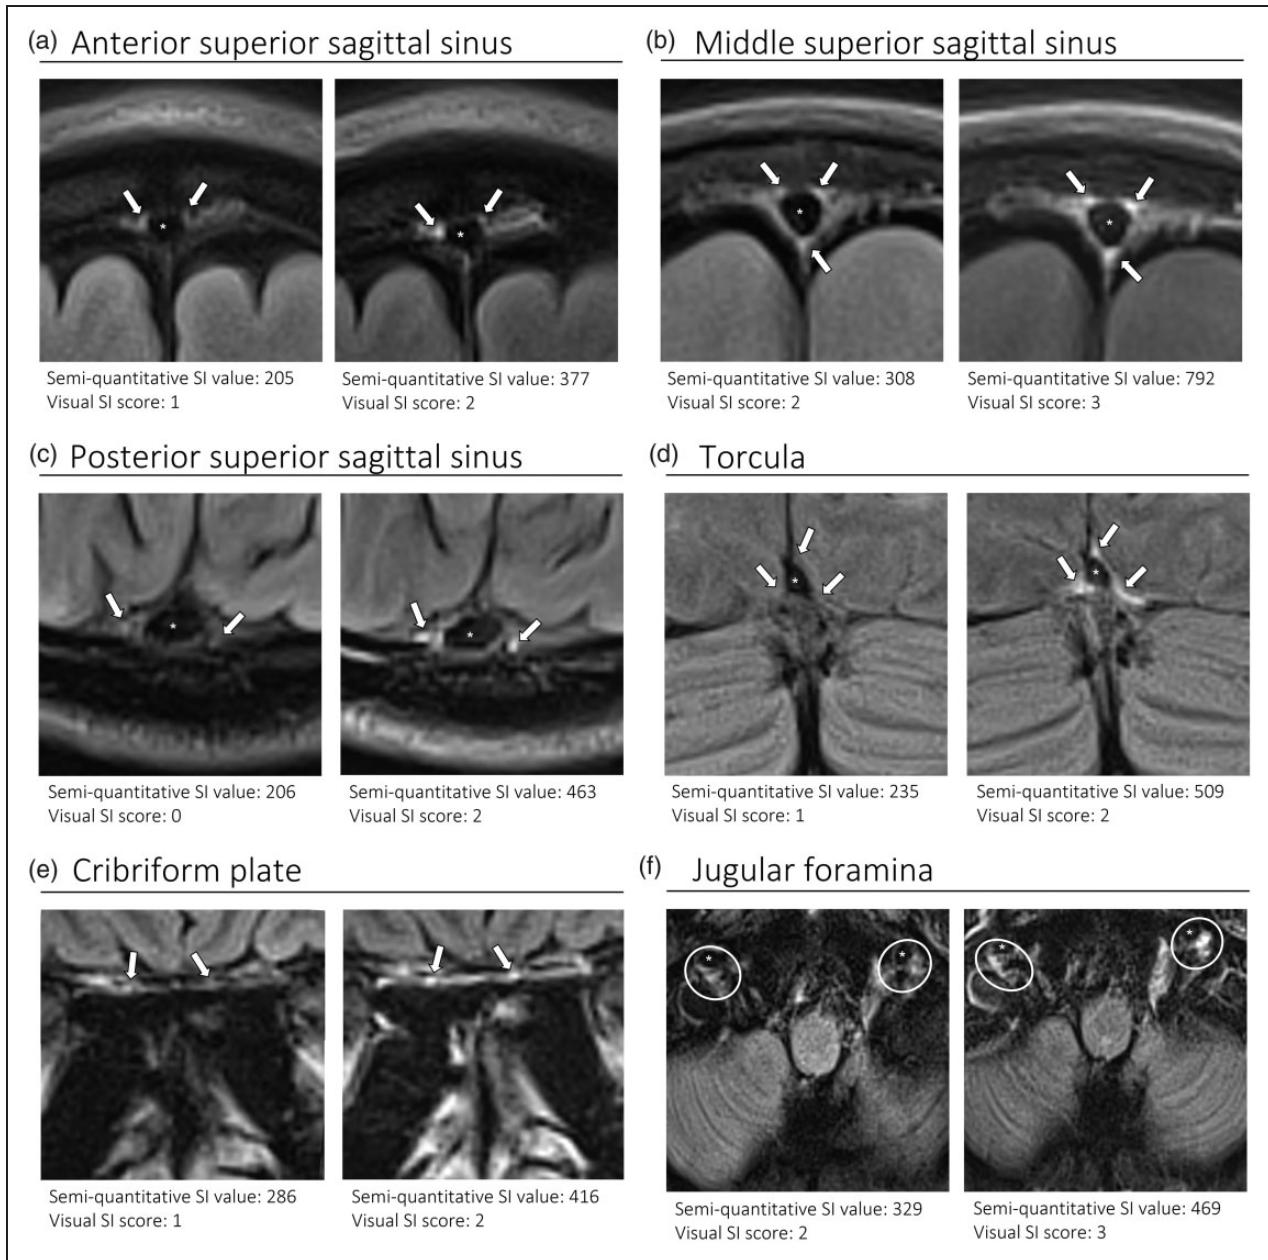 (a) Anterior superior sagittal sinus
Semi-quantitative SI value: 205
Visual SI score: 1
Semi-quantitative SI value: 377
Visual SI score: 2
(b) Middle superior sagittal sinus
Semi-quantitative SI value: 308
Visual SI score: 2
Semi-quantitative SI value: 792
Visual SI score: 3
(c) Posterior superior sagittal sinus
Semi-quantitative SI value: 206
Visual SI score: 0
Semi-quantitative SI value: 463
Visual SI score: 2
(d) Torcula
Semi-quantitative SI value: 235
Visual SI score: 1
Semi-quantitative SI value: 509
Visual SI score: 2
(e) Cribriform plate
Semi-quantitative SI value: 286
Visual SI score: 1
Semi-quantitative SI value: 416
Visual SI score: 2
(f) Jugular foramina
Semi-quantitative SI value: 329
Visual SI score: 2
Semi-quantitative SI value: 469
Visual SI score: 3